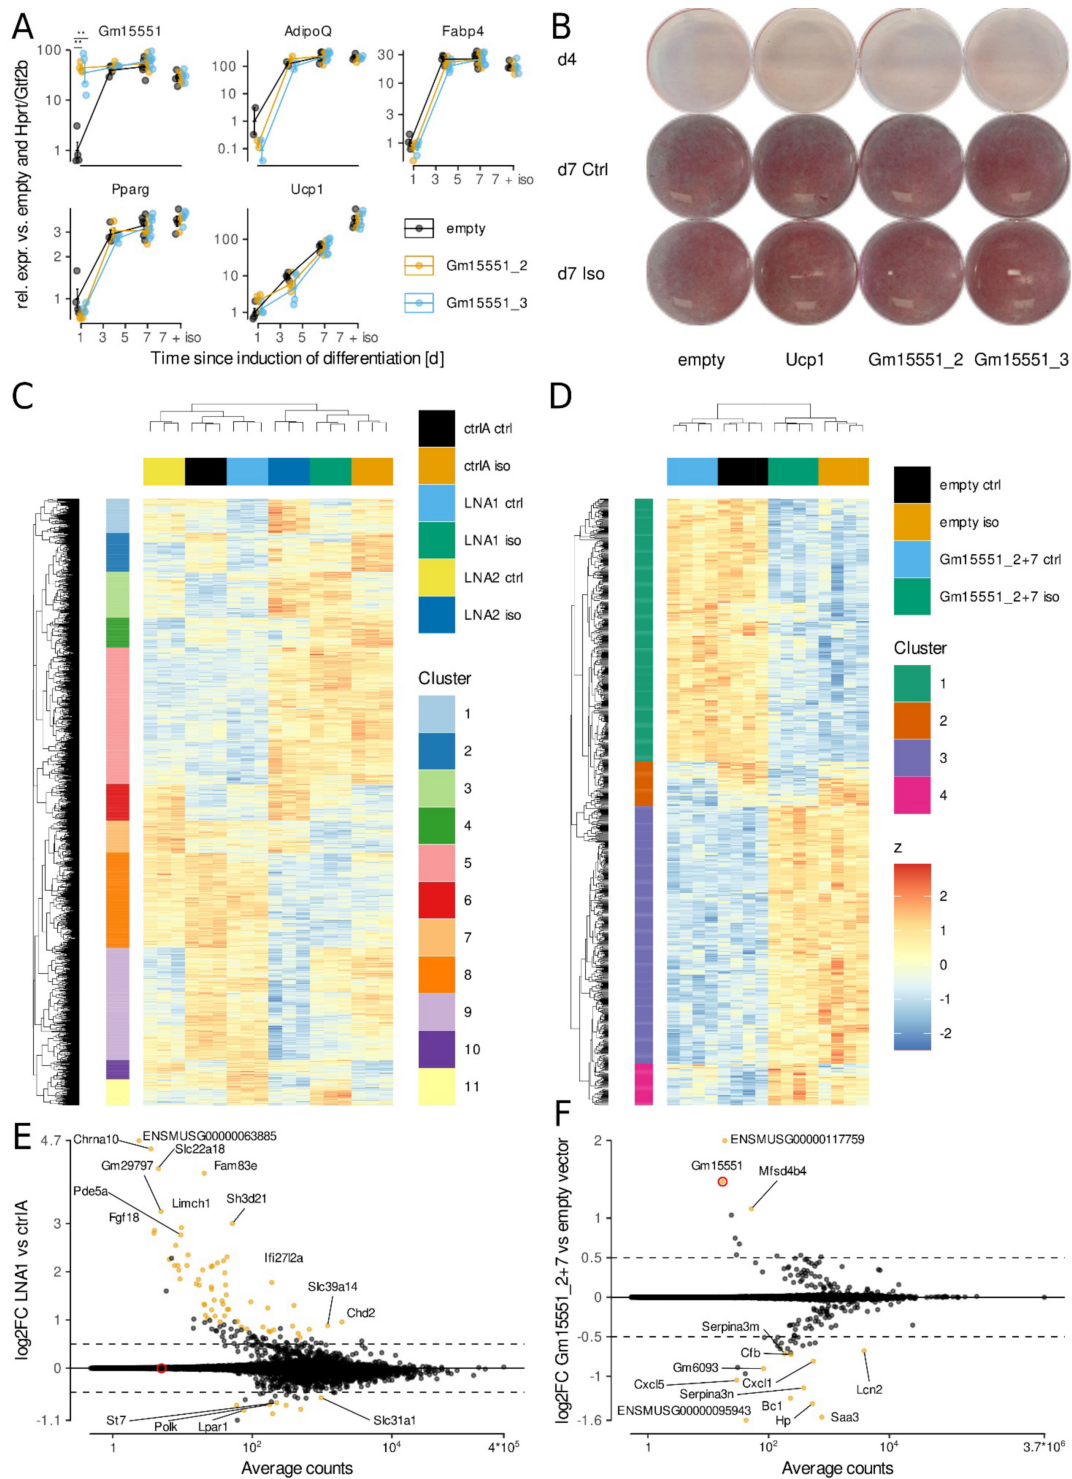 A
Gm15551
AdipoQ
Fabp4
rel. expr. vs. empty and Hprt/Gtf2b
100
10
1
100
10
1
0.1
30
10
3
1
1 3 5 7 7 + iso
Pparg
Ucp1
3
2
1
100
10
1
empty
Gm15551_2
Gm15551_3
1 3 5 7 7 + iso
1 3 5 7 7 + iso
Time since induction of differentiation [d]
B
d4
d7 Ctrl
d7 Iso
empty
Ucp1
Gm15551_2
Gm15551_3
C
ctrlA ctrl
ctrlA iso
LNA1 ctrl
LNA1 iso
LNA2 ctrl
LNA2 iso
Cluster
1
2
3
4
5
6
7
8
9
10
11
D
empty ctrl
empty iso
Gm15551_2+7 ctrl
Gm15551_2+7 iso
Cluster
1
2
3
4
z
2
1
0
-1
-2
E
log2FC LNA1 vs ctrlA
4.7
3
2
1
0
-1.1
Chrna10
ENSMUSG00000063885
Slc22a18
Gm29797
Fam83e
Pde5a
Limch1
Fgf18
Sh3d21
Ifi27l2a
Slc39a14
Chd2
St7
Polk
Lpar1
Slc31a1
1
10²
10⁴
4*10⁵
Average counts
F
log2FC Gm15551_2+7 vs empty vector
2
1
0.5
0
-0.5
-1
-1.6
ENSMUSG00000117759
Gm15551
Mfsd4b4
Serpina3m
Cfb
Gm6093
Cxcl5
Cxcl1
Serpina3n
Lcn2
Bc1
ENSMUSG00000095943
Hp
Saa3
1
10²
10⁴
3.7*10⁶
Average counts